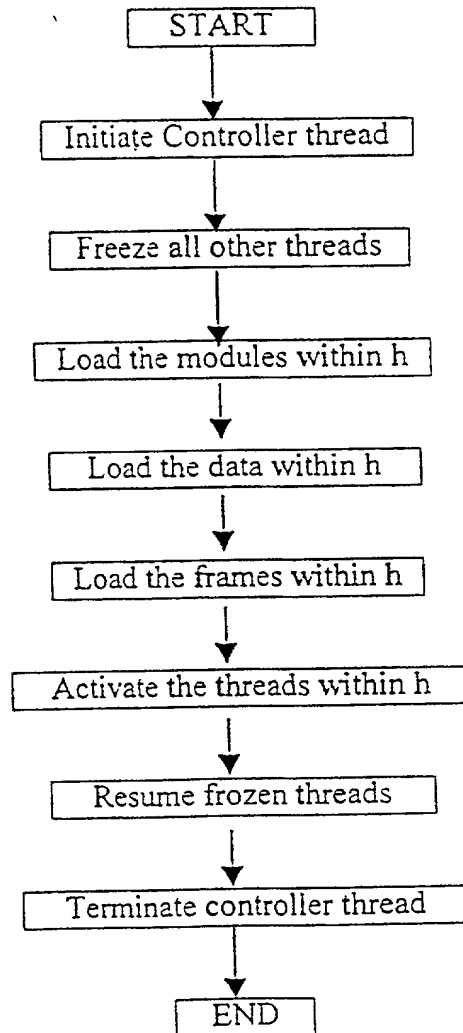 START
Initiate Controller thread
Freeze all other threads
Load the modules within h
Load the data within h
Load the frames within h
Activate the threads within h
Resume frozen threads
Terminate controller thread
END